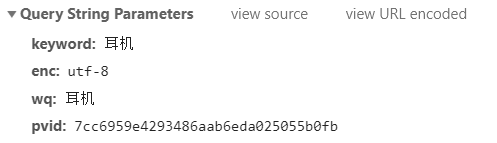 ▼ Query String Parameters view source view URL encoded
keyword: 耳机
enc: utf-8
wq: 耳机
pvid: 7cc6959e4293486aab6eda025055b0fb